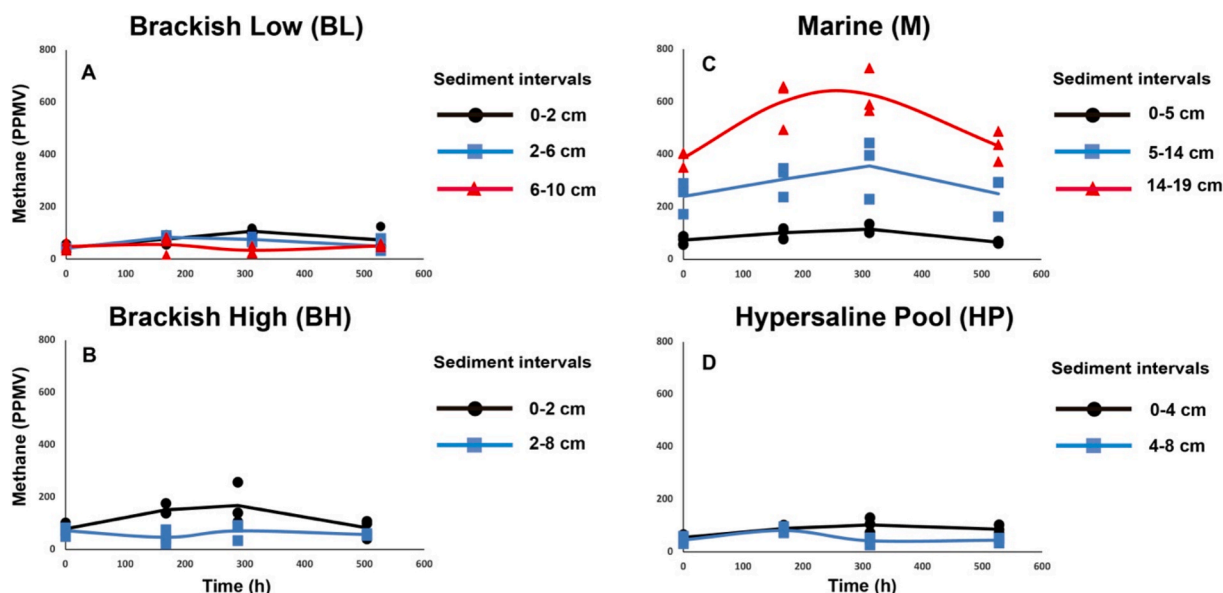 Brackish Low (BL)
A
Methane (PPMV)
800
600
400
200
0
0 100 200 300 400 500 600
Sediment intervals
0-2 cm
2-6 cm
6-10 cm
Marine (M)
C
800
600
400
200
0
0 100 200 300 400 500 600
Sediment intervals
0-5 cm
5-14 cm
14-19 cm
Brackish High (BH)
B
Methane (PPMV)
800
600
400
200
0
0 100 200 300 400 500 600
Time (h)
Sediment intervals
0-2 cm
2-8 cm
Hypersaline Pool (HP)
D
800
600
400
200
0
0 100 200 300 400 500 600
Time (h)
Sediment intervals
0-4 cm
4-8 cm